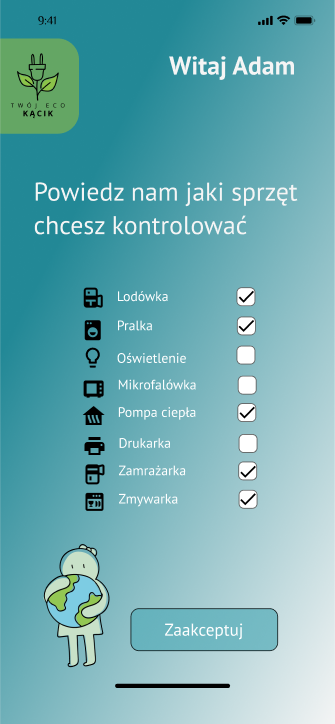 9:41
TWÓJ ECO
KĄCIK
Witaj Adam
Powiedz nam jaki sprzęt
chcesz kontrolować
Lodówka
Pralka
Oświetlenie
Mikrofalówka
Pompa ciepła
Drukarka
Zamrażarka
Zmywarka
Zaakceptuj